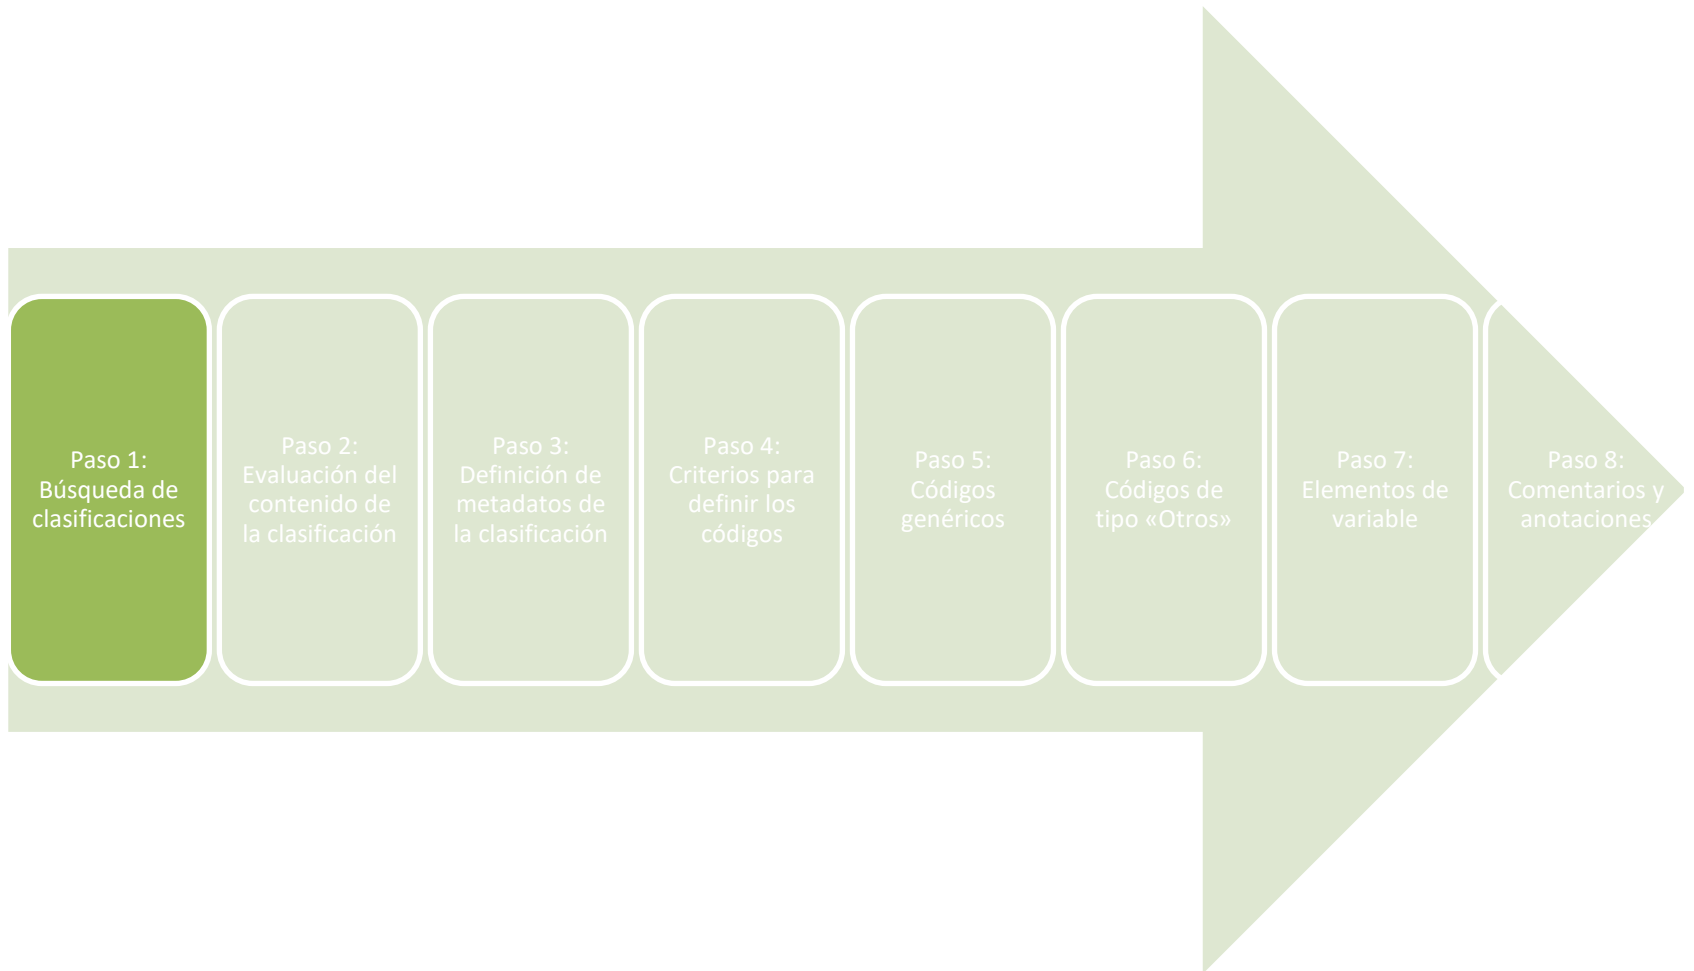 Paso 1:
Búsqueda de
clasificaciones
Paso 2:
Evaluación del
contenido de
la clasificación
Paso 3:
Definición de
metadatos de
la clasificación
Paso 4:
Criterios para
definir los
códigos
Paso 5:
Códigos
genéricos
Paso 6:
Códigos de
tipo «Otros»
Paso 7:
Elementos de
variable
Paso 8:
Comentarios y
anotaciones